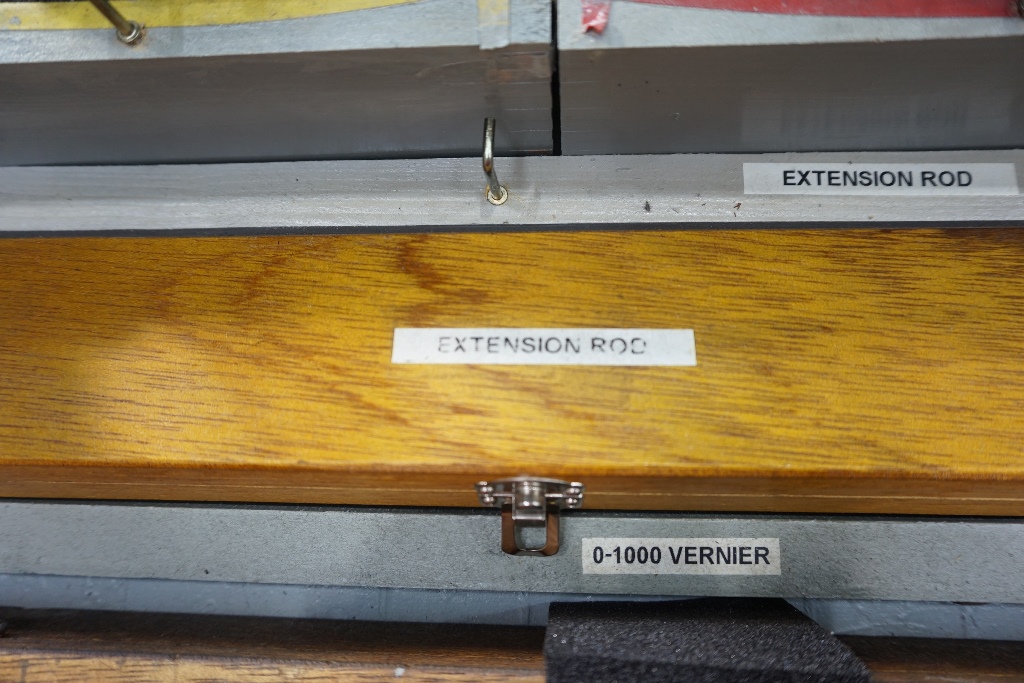 EXTENSION ROD
EXTENSION ROD
0-1000 VERNIER